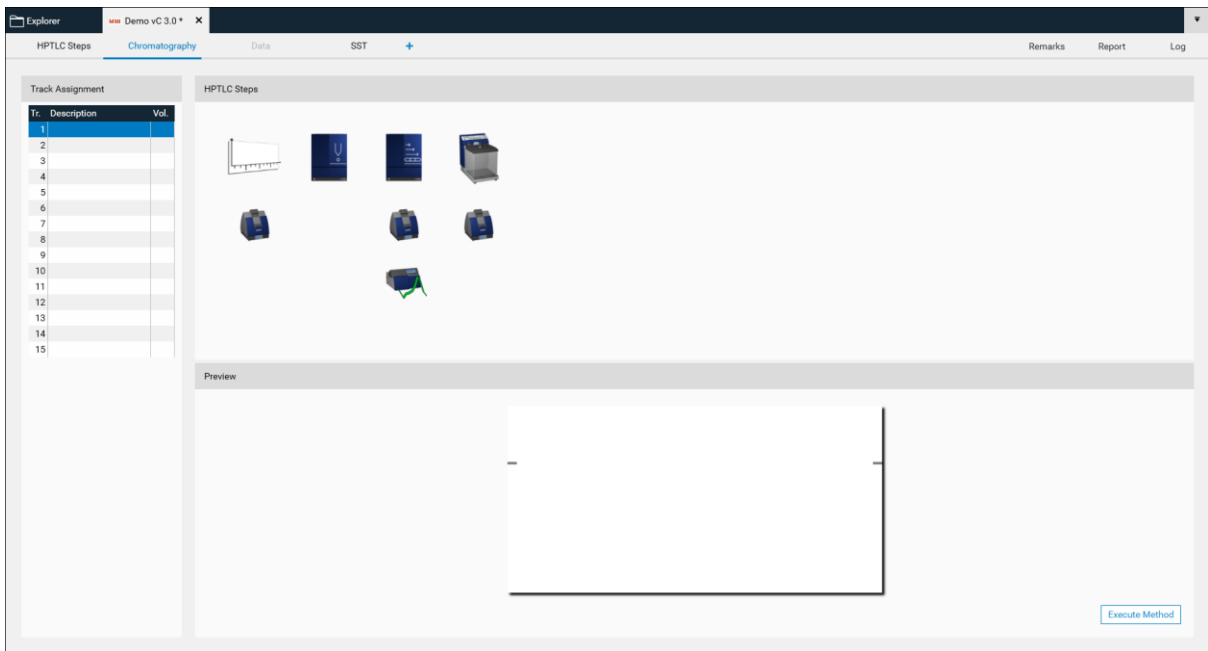 Explorer
Demo vC 3.0 *
HPTLC Steps Chromatography Data SST + Remarks Report Log
Track Assignment
Tr. Description Vol.
1
2
3
4
5
6
7
8
9
10
11
12
13
14
15
HPTLC Steps
Preview
Execute Method